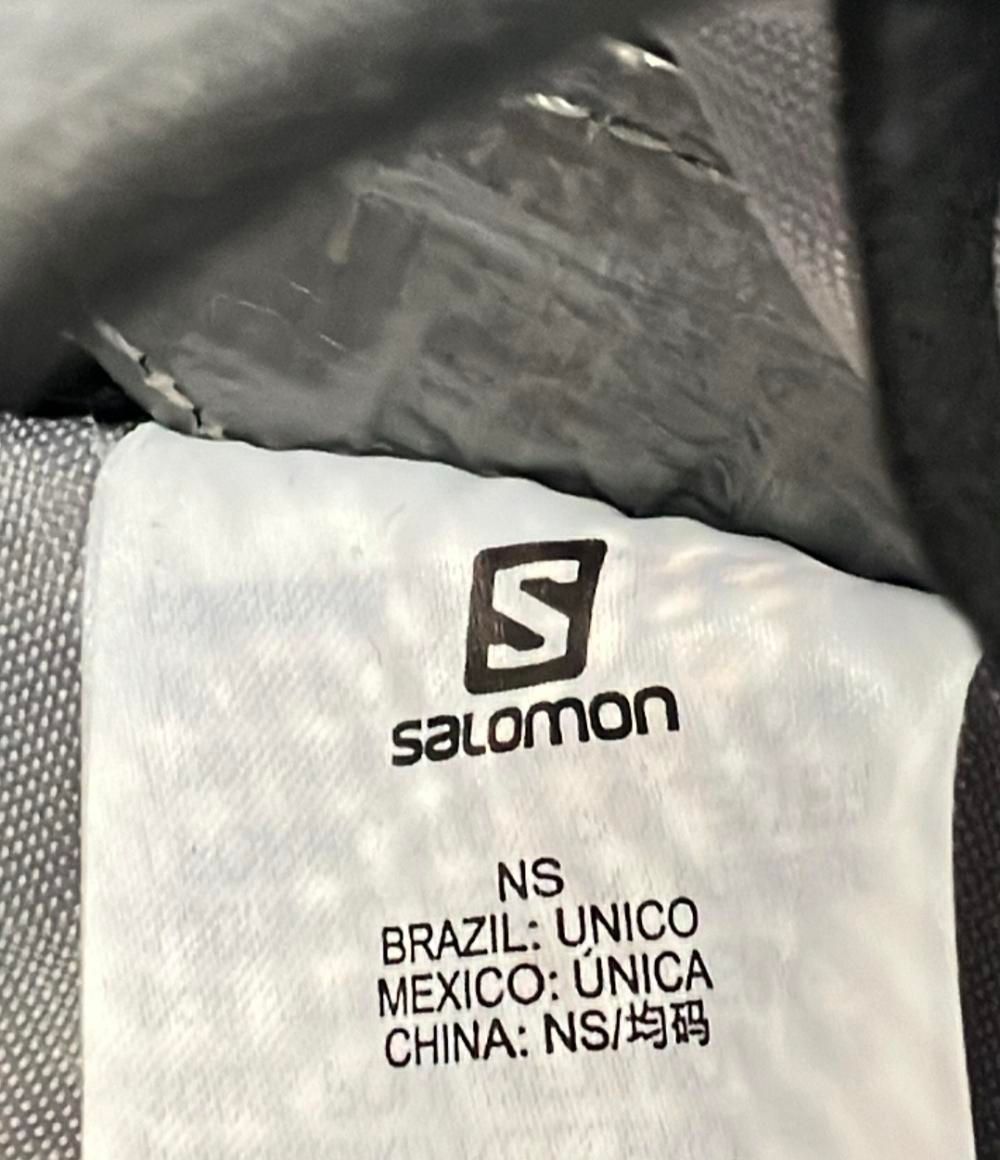 S
salomon
NS
BRAZIL: UNICO
MEXICO: ÚNICA
CHINA: NS/均码